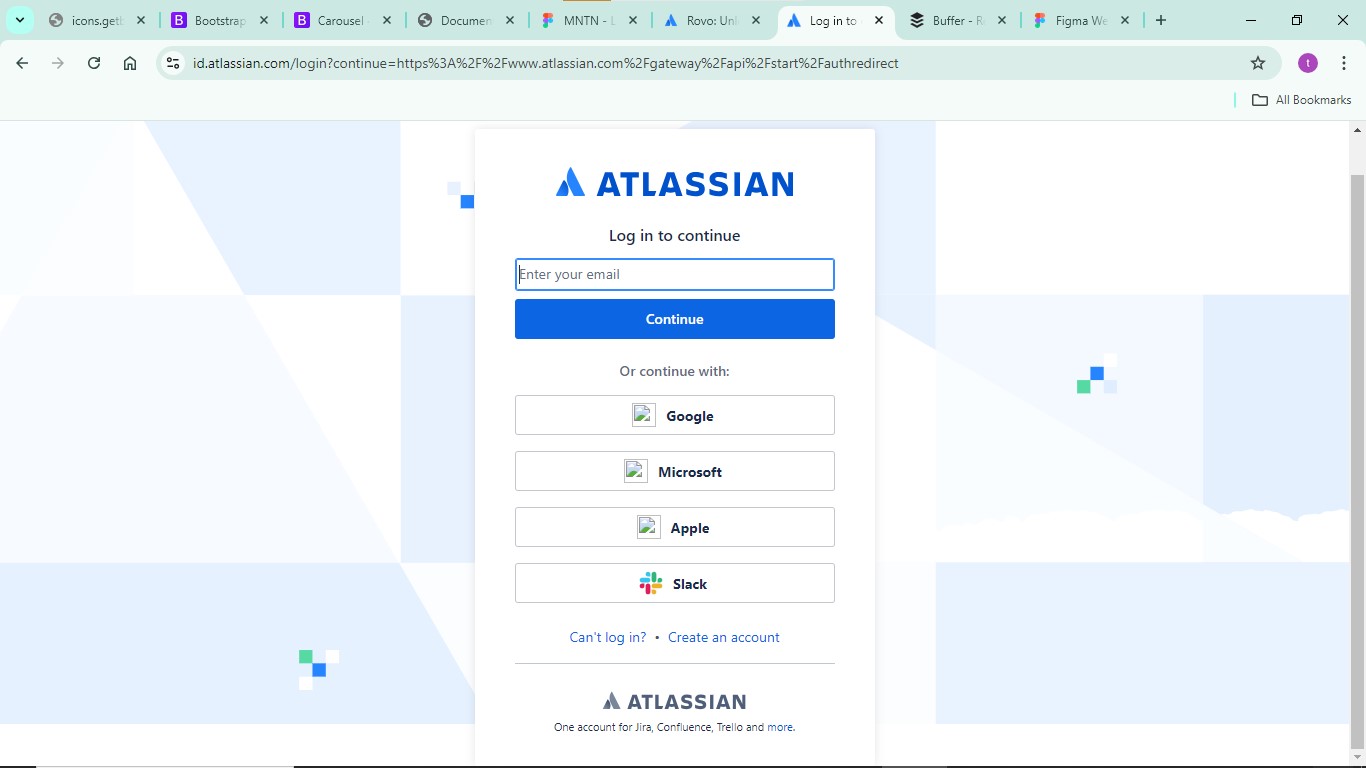 icons.getb
Bootstrap
Carousel
Documen
MNTN - L
Rovo: Unl
Log in to
Buffer - R
Figma We
id.atlassian.com/login?continue=https%3A%2F%2Fwww.atlassian.com%2Fgateway%2Fapi%2Fstart%2Fauthredirect
t
All Bookmarks
ATLASSIAN
Log in to continue
Enter your email
Continue
Or continue with:
Google
Microsoft
Apple
Slack
Can't log in? • Create an account
ATLASSIAN
One account for Jira, Confluence, Trello and more.